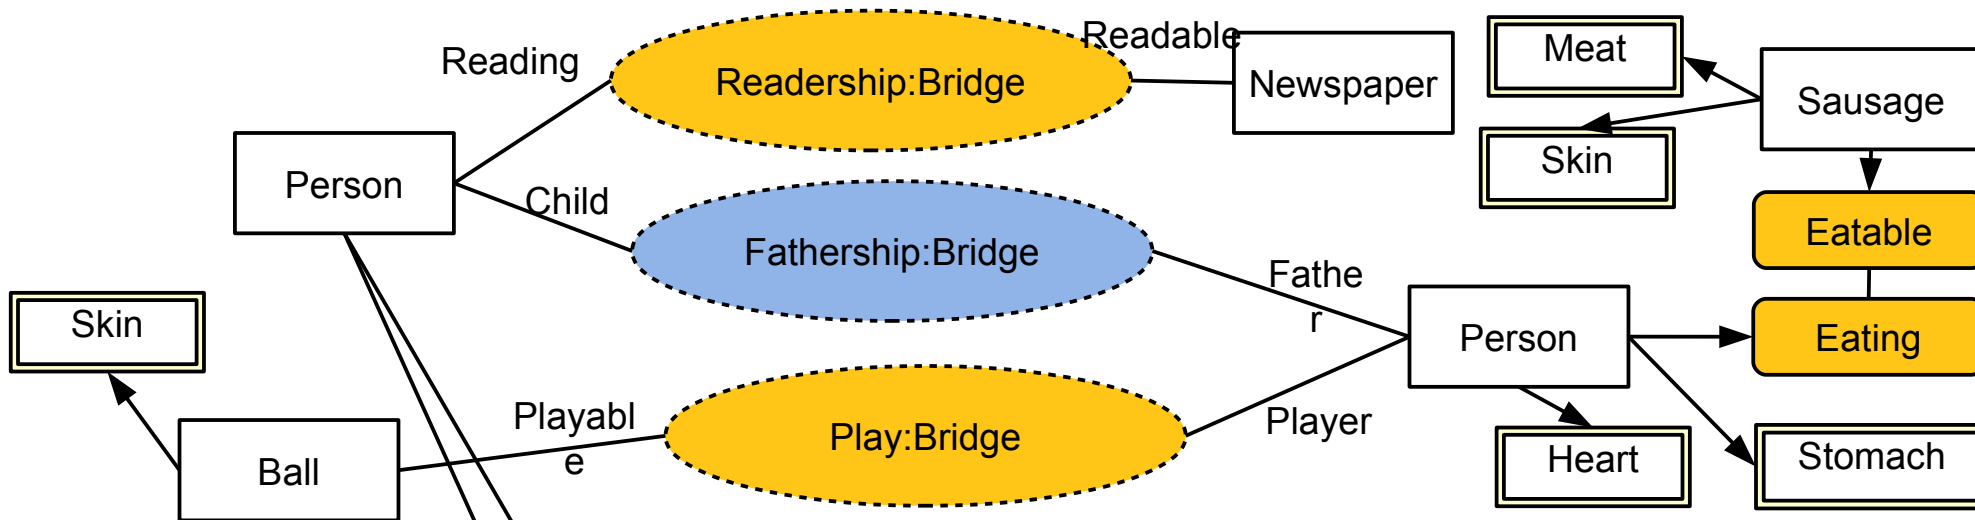 Reading
Readership:Bridge
Readable
Newspaper
Meat
Sausage
Skin
Person
Child
Fathership:Bridge
Fathe
r
Eatable
Eating
Person
Skin
Playabl
e
Play:Bridge
Player
Ball
Heart
Stomach